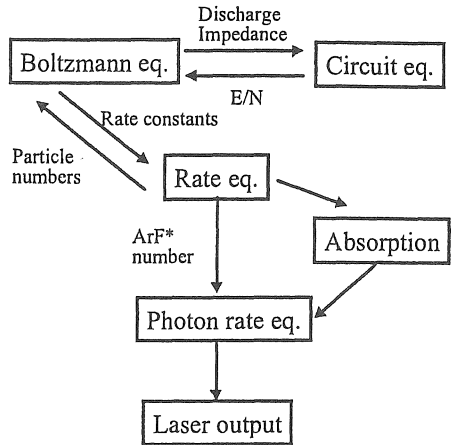 Discharge
Impedance
Boltzmann eq.
Circuit eq.
E/N
Rate constants
Particle
numbers
Rate eq.
ArF*
number
Absorption
Photon rate eq.
Laser output